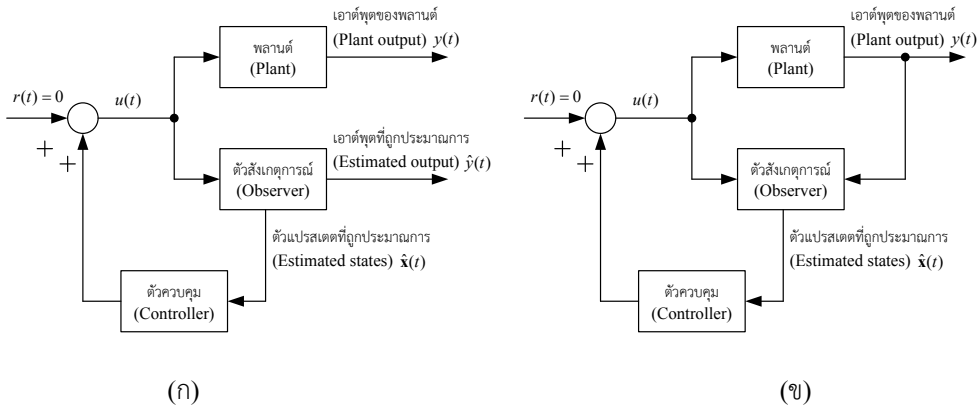 เอาต์พุตของพลานต์
(Plant output) y(t)
พลานต์
(Plant)
r(t) = 0
u(t)
+
+
เอาต์พุตที่ถูกประมาณการ
(Estimated output) ŷ(t)
ตัวสังเกตุการณ์
(Observer)
ตัวแปรสเตตที่ถูกประมาณการ
(Estimated states) x̂(t)
ตัวควบคุม
(Controller)
(ก)
เอาต์พุตของพลานต์
(Plant output) y(t)
พลานต์
(Plant)
r(t) = 0
u(t)
+
+
ตัวสังเกตุการณ์
(Observer)
ตัวแปรสเตตที่ถูกประมาณการ
(Estimated states) x̂(t)
ตัวควบคุม
(Controller)
(ข)